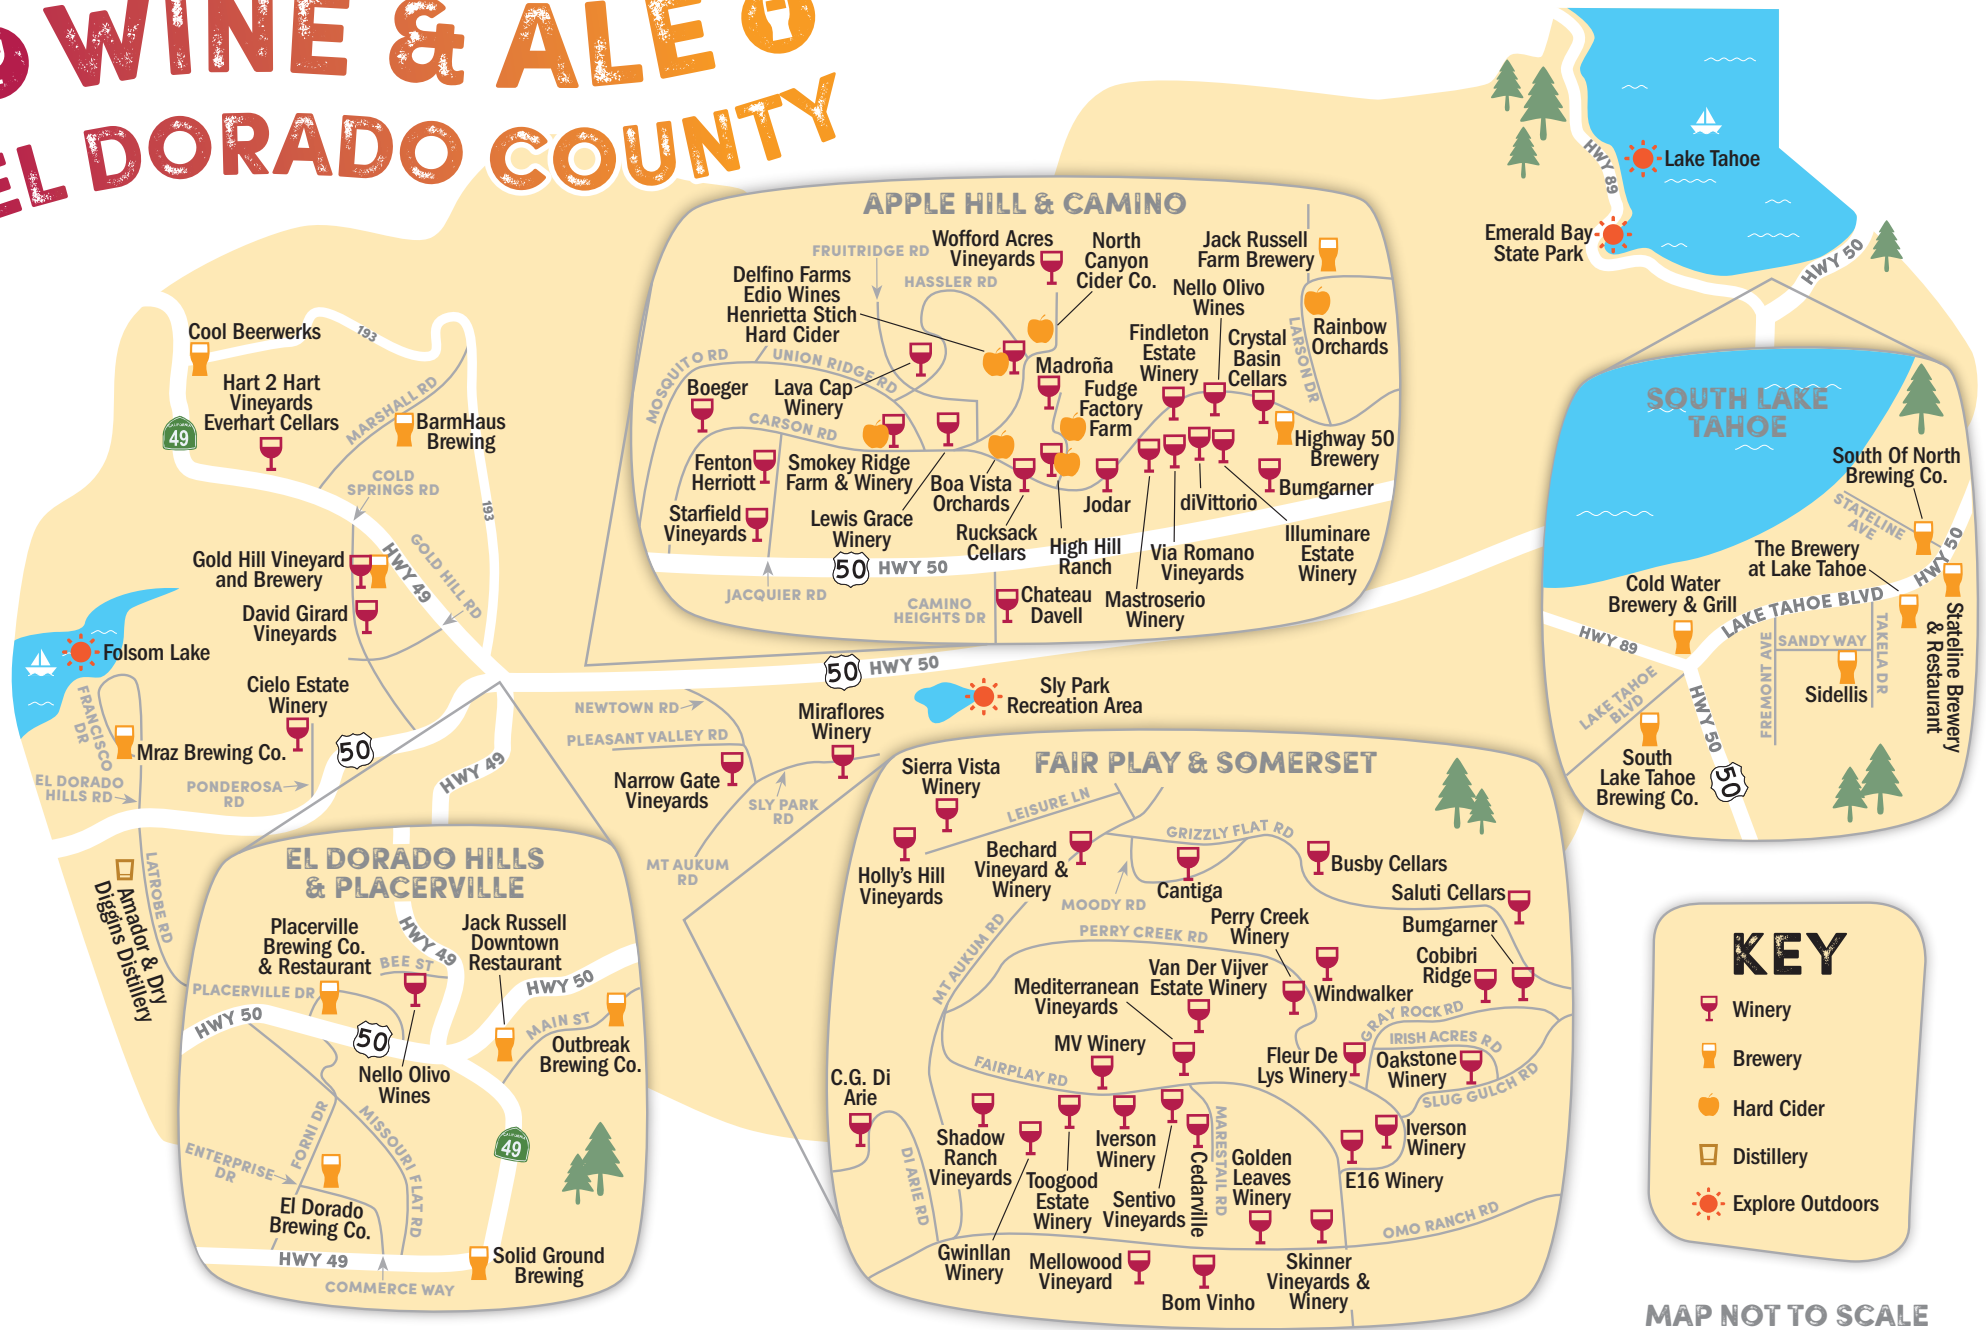 WINE & ALE
EL DORADO COUNTY
Cool Beerwerks
193
Hart 2 Hart
Vineyards
Everhart Cellars
CALIFORNIA
49
MARSHALL RD
BarmHaus
Brewing
COLD
SPRINGS RD
193
Gold Hill Vineyard
and Brewery
HWY 49
GOLD HILL RD
David Girard
Vineyards
Folsom Lake
FRANCISCO
DR
Cielo Estate
Winery
Mraz Brewing Co.
50
EL DORADO
HILLS RD
PONDEROSA
RD
HWY 49
LATROBE RD
Amador & Dry
Diggins Distillery
50
HWY 50
NEWTOWN RD
PLEASANT VALLEY RD
Narrow Gate
Vineyards
Miraflores
Winery
SLY PARK
RD
MT AUKUM
RD
Sly Park
Recreation Area
APPLE HILL & CAMINO
FRUITRIDGE RD
HASSLER RD
Wofford Acres
Vineyards
North
Canyon
Cider Co.
Jack Russell
Farm Brewery
Delfino Farms
Edio Wines
Henrietta Stich
Hard Cider
Nello Olivo
Wines
Rainbow
Orchards
LARSON DR
MOSQUITO RD
UNION RIDGE RD
Findleton
Estate
Winery
Crystal
Basin
Cellars
Madroña
Boeger
Lava Cap
Winery
Fudge
Factory
Farm
CARSON RD
Highway 50
Brewery
Fenton
Herriott
Smokey Ridge
Farm & Winery
Boa Vista
Orchards
Jodar
diVittorio
Bumgarner
Starfield
Vineyards
Lewis Grace
Winery
Rucksack
Cellars
High Hill
Ranch
Via Romano
Vineyards
Illuminare
Estate
Winery
50
HWY 50
JACQUIER RD
CAMINO
HEIGHTS DR
Chateau
Davell
Mastroserio
Winery
HWY 89
Lake Tahoe
Emerald Bay
State Park
HWY 50
SOUTH LAKE
TAHOE
South Of North
Brewing Co.
STATELINE
AVE
The Brewery
at Lake Tahoe
HWY 50
Cold Water
Brewery & Grill
LAKE TAHOE BLVD
HWY 89
SANDY WAY
FREMONT AVE
TAKELA DR
Sidellis
Stateline Brewery
& Restaurant
LAKE TAHOE
BLVD
HWY 50
50
South
Lake Tahoe
Brewing Co.
EL DORADO HILLS
& PLACERVILLE
Placerville
Brewing Co.
& Restaurant
BEE ST
HWY 49
Jack Russell
Downtown
Restaurant
PLACERVILLE DR
HWY 50
HWY 50
50
MAIN ST
Outbreak
Brewing Co.
Nello Olivo
Wines
FORNI DR
MISSOURI FLAT RD
CALIFORNIA
49
ENTERPRISE
DR
El Dorado
Brewing Co.
HWY 49
COMMERCE WAY
Solid Ground
Brewing
FAIR PLAY & SOMERSET
Sierra Vista
Winery
LEISURE LN
Holly's Hill
Vineyards
Bechard
Vineyard &
Winery
GRIZZLY FLAT RD
Cantiga
MOODY RD
Busby Cellars
Saluti Cellars
Bumgarner
MT AUKUM RD
PERRY CREEK RD
Perry Creek
Winery
Cobibri
Ridge
Van Der Vijver
Estate Winery
Mediterranean
Vineyards
Windwalker
GRAY ROCK RD
IRISH ACRES RD
MV Winery
Fleur De
Lys Winery
Oakstone
Winery
SLUG GULCH RD
FAIRPLAY RD
C.G. Di
Arie
DI ARIE RD
Shadow
Ranch
Vineyards
Toogood
Estate
Winery
Iverson
Winery
Sentivo
Vineyards
Cedarville
MARESTAIL RD
Golden
Leaves
Winery
Iverson
Winery
E16 Winery
OMO RANCH RD
Gwinllan
Winery
Mellowood
Vineyard
Bom Vinho
Skinner
Vineyards &
Winery
KEY
Winery
Brewery
Hard Cider
Distillery
Explore Outdoors
MAP NOT TO SCALE